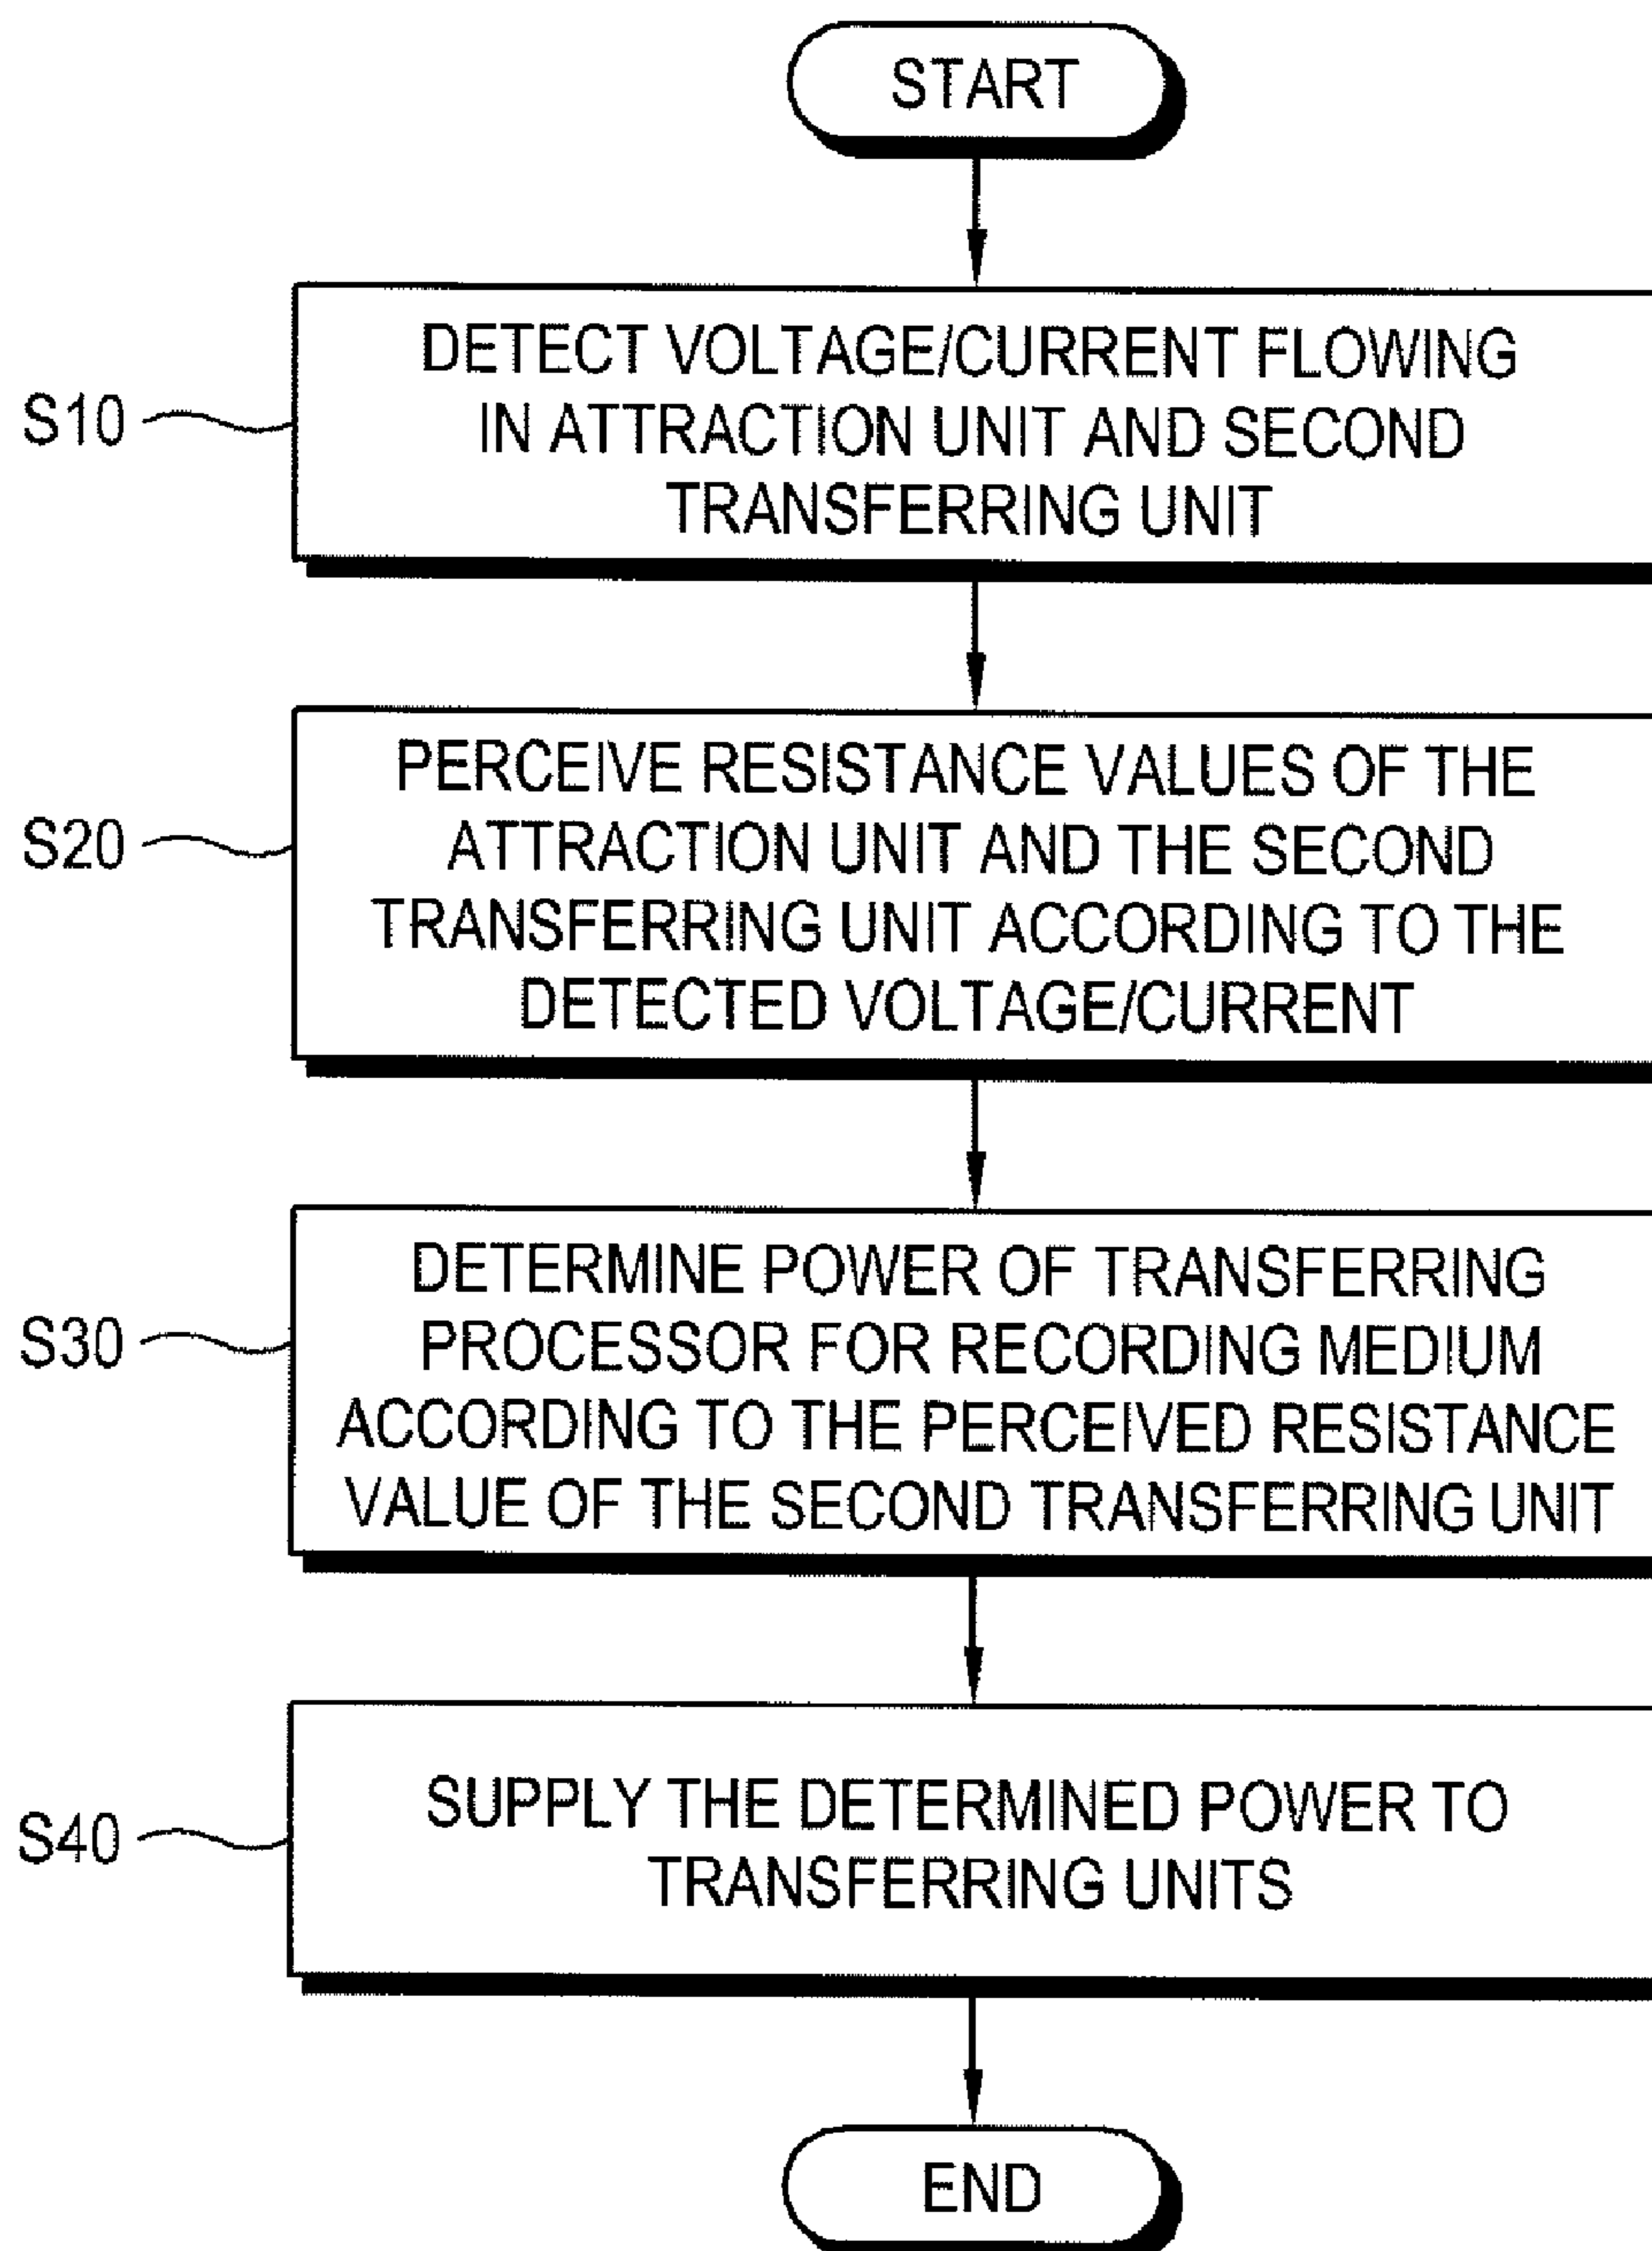 START
S10
DETECT VOLTAGE/CURRENT FLOWING
IN ATTRACTION UNIT AND SECOND
TRANSFERRING UNIT
S20
PERCEIVE RESISTANCE VALUES OF THE
ATTRACTION UNIT AND THE SECOND
TRANSFERRING UNIT ACCORDING TO THE
DETECTED VOLTAGE/CURRENT
S30
DETERMINE POWER OF TRANSFERRING
PROCESSOR FOR RECORDING MEDIUM
ACCORDING TO THE PERCEIVED RESISTANCE
VALUE OF THE SECOND TRANSFERRING UNIT
S40
SUPPLY THE DETERMINED POWER TO
TRANSFERRING UNITS
END